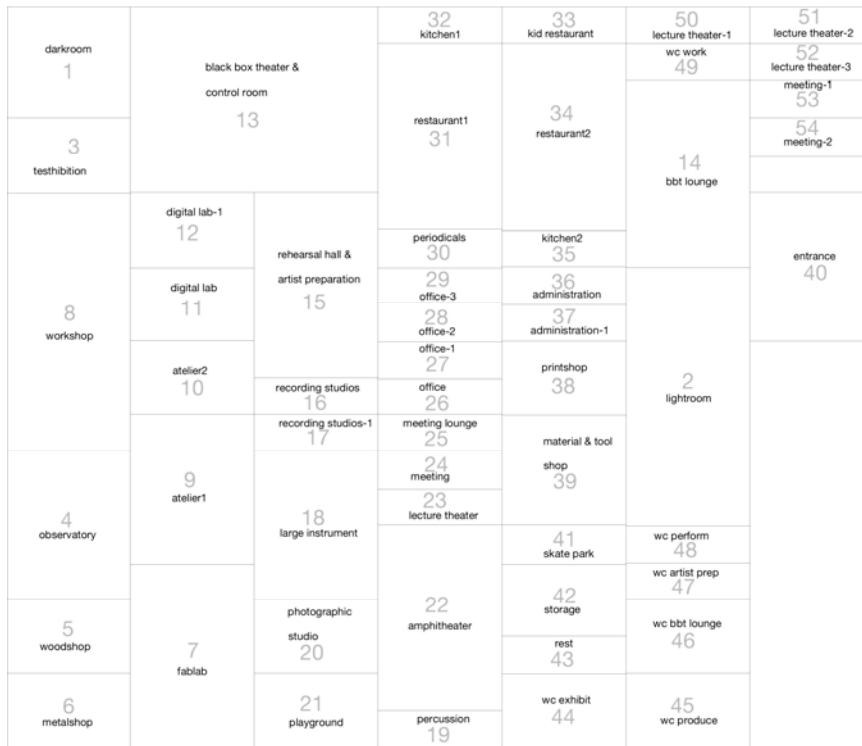 darkroom
1
3
testhibition
8
workshop
4
observatory
5
woodshop
6
metalshop
black box theater &
control room
13
digital lab-1
12
digital lab
11
atelier2
10
9
atelier1
7
fablab
rehearsal hall &
artist preparation
15
recording studios
16
recording studios-1
17
18
large instrument
photographic
studio
20
21
playground
32
kitchen1
restaurant1
31
periodicals
30
29
office-3
28
office-2
office-1
27
office
26
meeting lounge
25
24
meeting
23
lecture theater
22
amphitheater
percussion
19
33
kid restaurant
34
restaurant2
kitchen2
35
36
administration
37
administration-1
printshop
38
material & tool
shop
39
41
skate park
42
storage
rest
43
wc exhibit
44
50
lecture theater-1
wc work
49
14
bbt lounge
2
lightroom
wc perform
48
wc artist prep
47
wc bbt lounge
46
45
wc produce
51
lecture theater-2
52
lecture theater-3
meeting-1
53
54
meeting-2
entrance
40